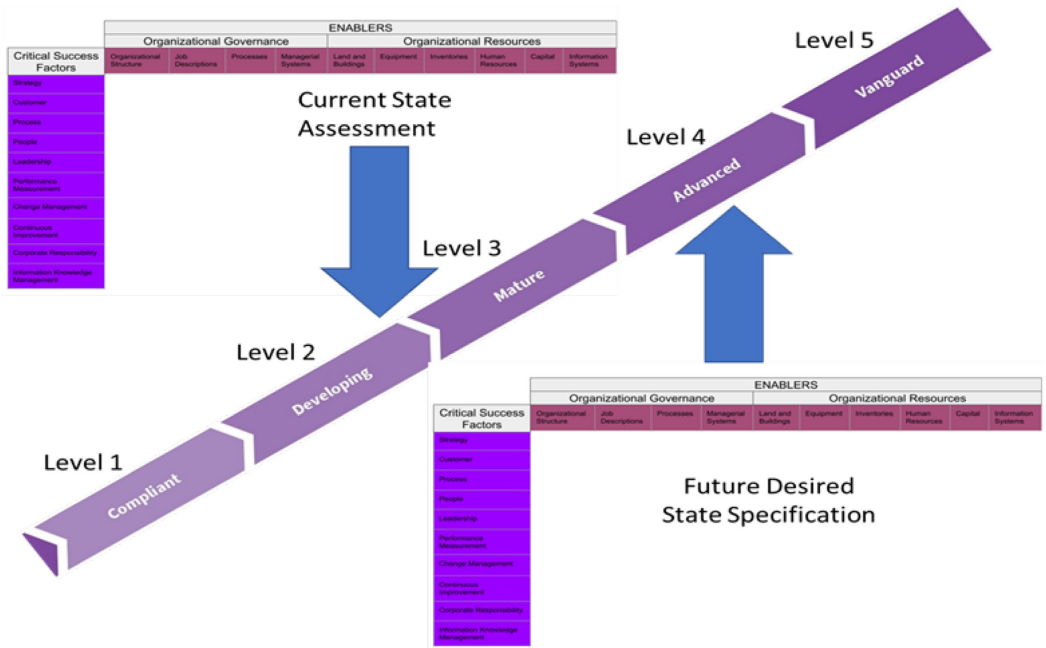 ENABLERS
Organizational Governance
Organizational Resources
Critical Success
Factors
Organizational
Structure
Job
Descriptions
Processes
Managerial
Systems
Land and
Buildings
Equipment
Inventories
Human
Resources
Capital
Information
Systems
Strategy
Customer
Process
People
Leadership
Performance
Measurement
Change Management
Continuous
Improvement
Corporate Responsibility
Information Knowledge
Management
Current State
Assessment
Level 5
Vanguard
Level 4
Advanced
Level 3
Mature
Level 2
Developing
Level 1
Compliant
ENABLERS
Organizational Governance
Organizational Resources
Critical Success
Factors
Organizational
Structure
Job
Descriptions
Processes
Managerial
Systems
Land and
Buildings
Equipment
Inventories
Human
Resources
Capital
Information
Systems
Strategy
Customer
Process
People
Leadership
Performance
Measurement
Change Management
Continuous
Improvement
Corporate Responsibility
Information Knowledge
Management
Future Desired
State Specification